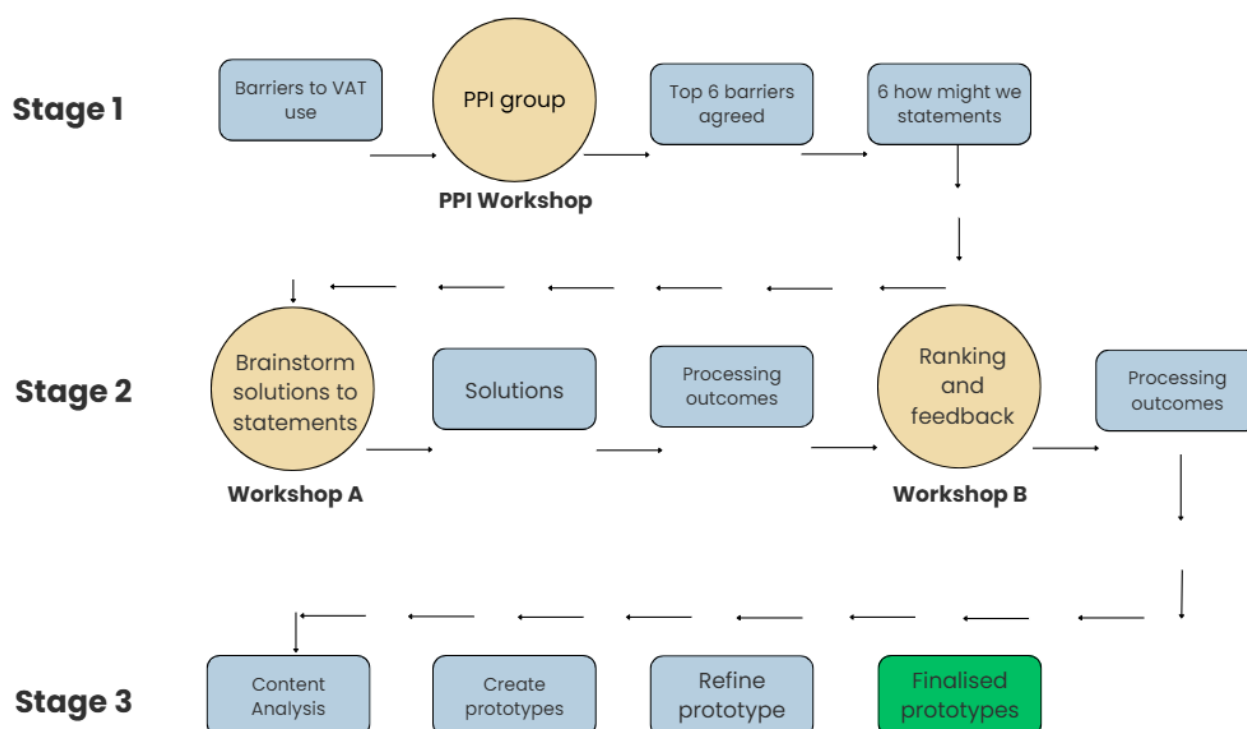 Stage 1
Barriers to VAT
use
PPI group
PPI Workshop
Top 6 barriers
agreed
6 how might we
statements
Stage 2
Brainstorm
solutions to
statements
Workshop A
Solutions
Processing
outcomes
Ranking
and
feedback
Workshop B
Processing
outcomes
Stage 3
Content
Analysis
Create
prototypes
Refine
prototype
Finalised
prototypes